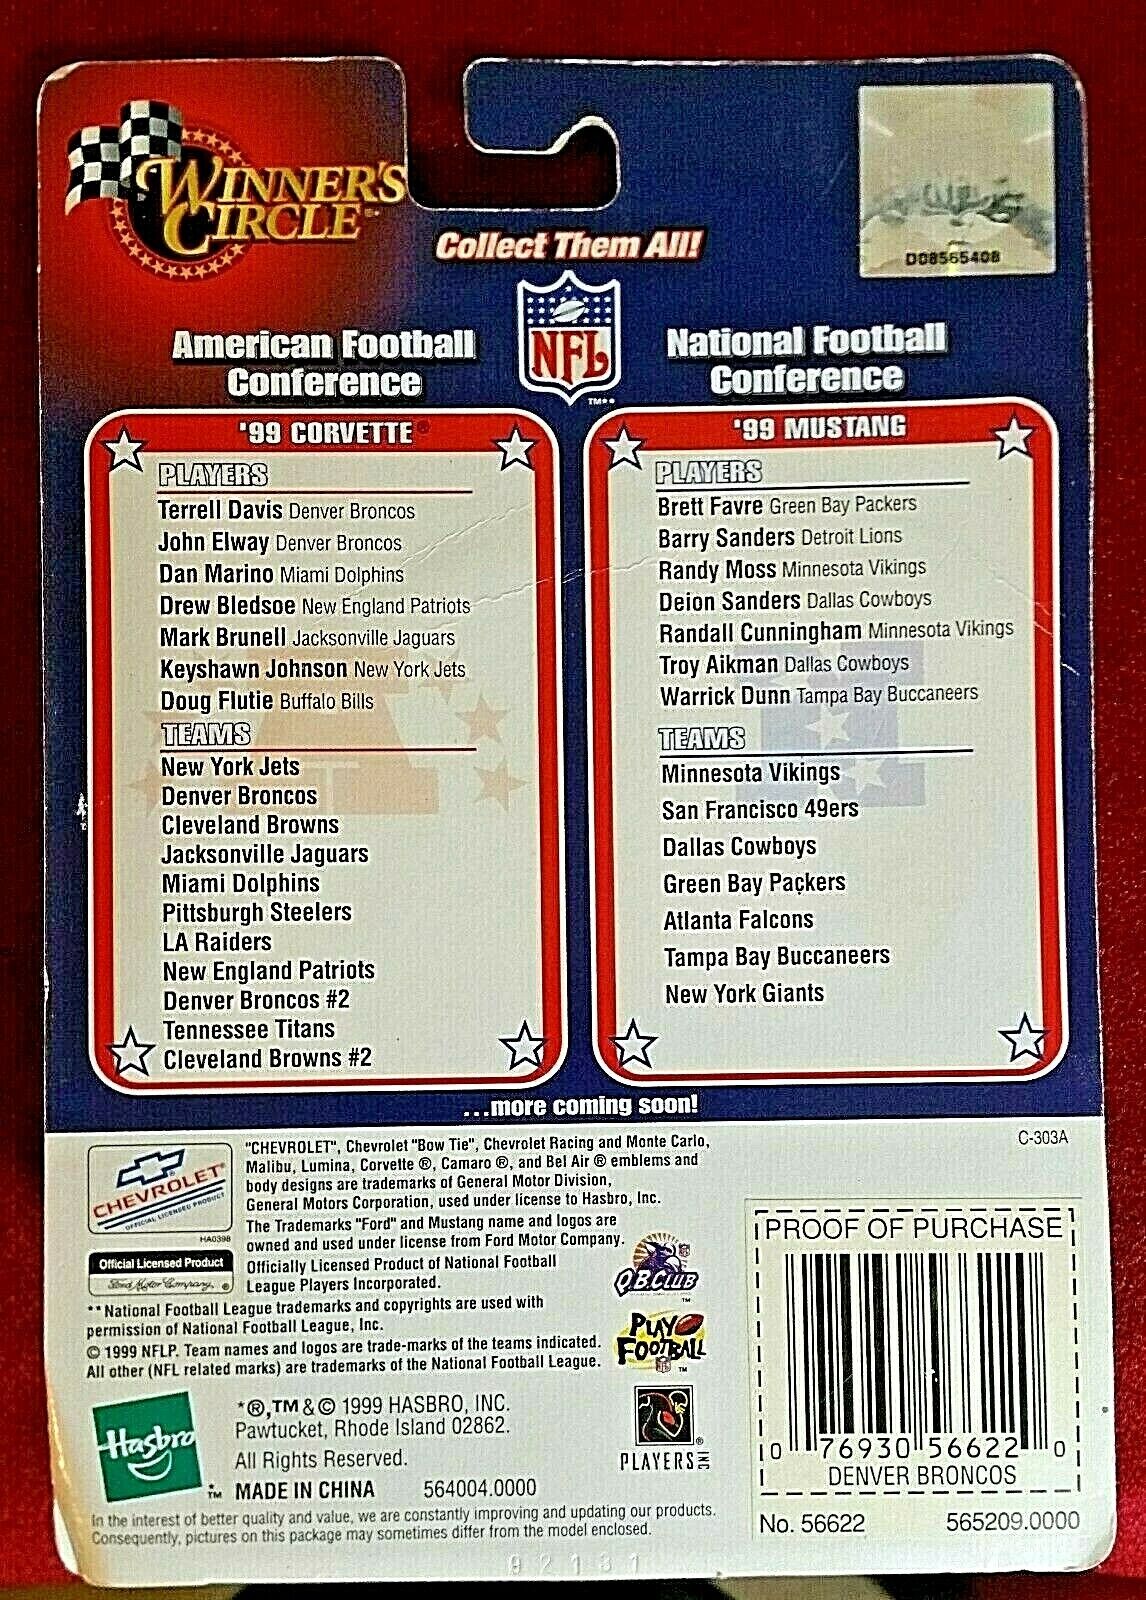 WINNER'S
CIRCLE
Collect Them All!
D08565408
NFL
TM**
American Football
Conference
'99 CORVETTE®
PLAYERS
Terrell Davis Denver Broncos
John Elway Denver Broncos
Dan Marino Miami Dolphins
Drew Bledsoe New England Patriots
Mark Brunell Jacksonville Jaguars
Keyshawn Johnson New York Jets
Doug Flutie Buffalo Bills
TEAMS
New York Jets
Denver Broncos
Cleveland Browns
Jacksonville Jaguars
Miami Dolphins
Pittsburgh Steelers
LA Raiders
New England Patriots
Denver Broncos #2
Tennessee Titans
Cleveland Browns #2
National Football
Conference
'99 MUSTANG
PLAYERS
Brett Favre Green Bay Packers
Barry Sanders Detroit Lions
Randy Moss Minnesota Vikings
Deion Sanders Dallas Cowboys
Randall Cunningham Minnesota Vikings
Troy Aikman Dallas Cowboys
Warrick Dunn Tampa Bay Buccaneers
TEAMS
Minnesota Vikings
San Francisco 49ers
Dallas Cowboys
Green Bay Packers
Atlanta Falcons
Tampa Bay Buccaneers
New York Giants
...more coming soon!
C-303A
CHEVROLET
OFFICIAL LICENSED PRODUCT
HA0398
Official Licensed Product
Ford Motor Company ®
"CHEVROLET", Chevrolet "Bow Tie", Chevrolet Racing and Monte Carlo,
Malibu, Lumina, Corvette ®, Camaro ®, and Bel Air ® emblems and
body designs are trademarks of General Motor Division,
General Motors Corporation, used under license to Hasbro, Inc.
The Trademarks "Ford" and Mustang name and logos are
owned and used under license from Ford Motor Company.
Officially Licensed Product of National Football
League Players Incorporated.
**National Football League trademarks and copyrights are used with
permission of National Football League, Inc.
© 1999 NFLP. Team names and logos are trade-marks of the teams indicated.
All other (NFL related marks) are trademarks of the National Football League.
Q.B. CLUB
TM
PLAY
FOOTBALL
TM
PLAYERS INC
®
Hasbro
*TM
*®,TM & © 1999 HASBRO, INC.
Pawtucket, Rhode Island 02862.
All Rights Reserved.
MADE IN CHINA 564004.0000
In the interest of better quality and value, we are constantly improving and updating our products.
Consequently, pictures on this package may sometimes differ from the model enclosed.
92131
PROOF OF PURCHASE
0 76930 56622 0
DENVER BRONCOS
No. 56622 565209.0000